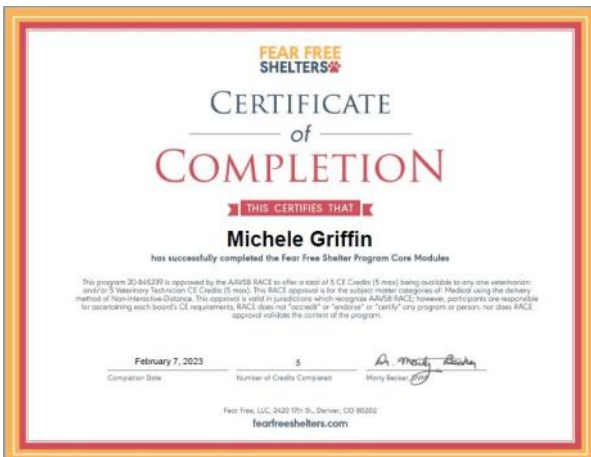 FEAR FREE
SHELTERS
CERTIFICATE
of
COMPLETION
THIS CERTIFIES THAT
Michele Griffin
has successfully completed the Fear Free Shelter Program Core Modules
This program 20-845239 is approved by the AAVSB RACE to offer a total of 5 CE Credits (5 max) being available to any one veterinarian:
and/or 5 Veterinary Technician CE Credits (5 max). This RACE approval is for the subject matter categories of: Medical using the delivery
method of Non-Interactive-Distance. This approval is valid in jurisdictions which recognize AAVSB RACE; however, participants are responsible
for ascertaining each board's CE requirements, RACE does not "accredit" or "endorse" or "certify" any program or person, nor does RACE
approval validate the content of the program.
February 7, 2023
5
Dr. Marty Becker
Completion Date
Number of Credits Completed
Marty Becker, DVM
Fear Free, LLC, 2420 17th St., Denver, CO 80202
fearfreeshelters.com